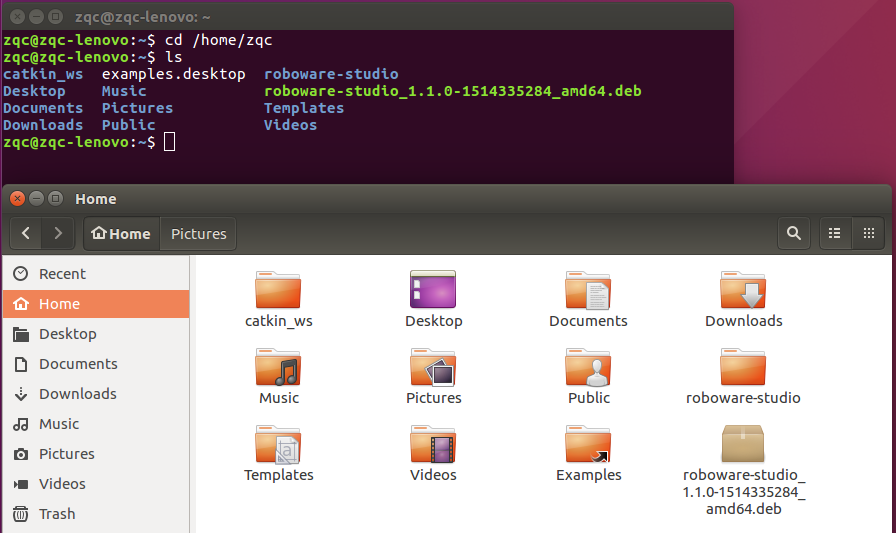 zqc@zqc-lenovo: ~
zqc@zqc-lenovo:~$ cd /home/zqc
zqc@zqc-lenovo:~$ ls
catkin_ws  examples.desktop  roboware-studio
Desktop    Music             roboware-studio_1.1.0-1514335284_amd64.deb
Documents  Pictures          Templates
Downloads  Public            Videos
zqc@zqc-lenovo:~$
Home
Home Pictures
Recent
Home
Desktop
Documents
Downloads
Music
Pictures
Videos
Trash
catkin_ws Desktop Documents Downloads
Music Pictures Public roboware-studio
Templates Videos Examples roboware-studio_
1.1.0-1514335284_
amd64.deb